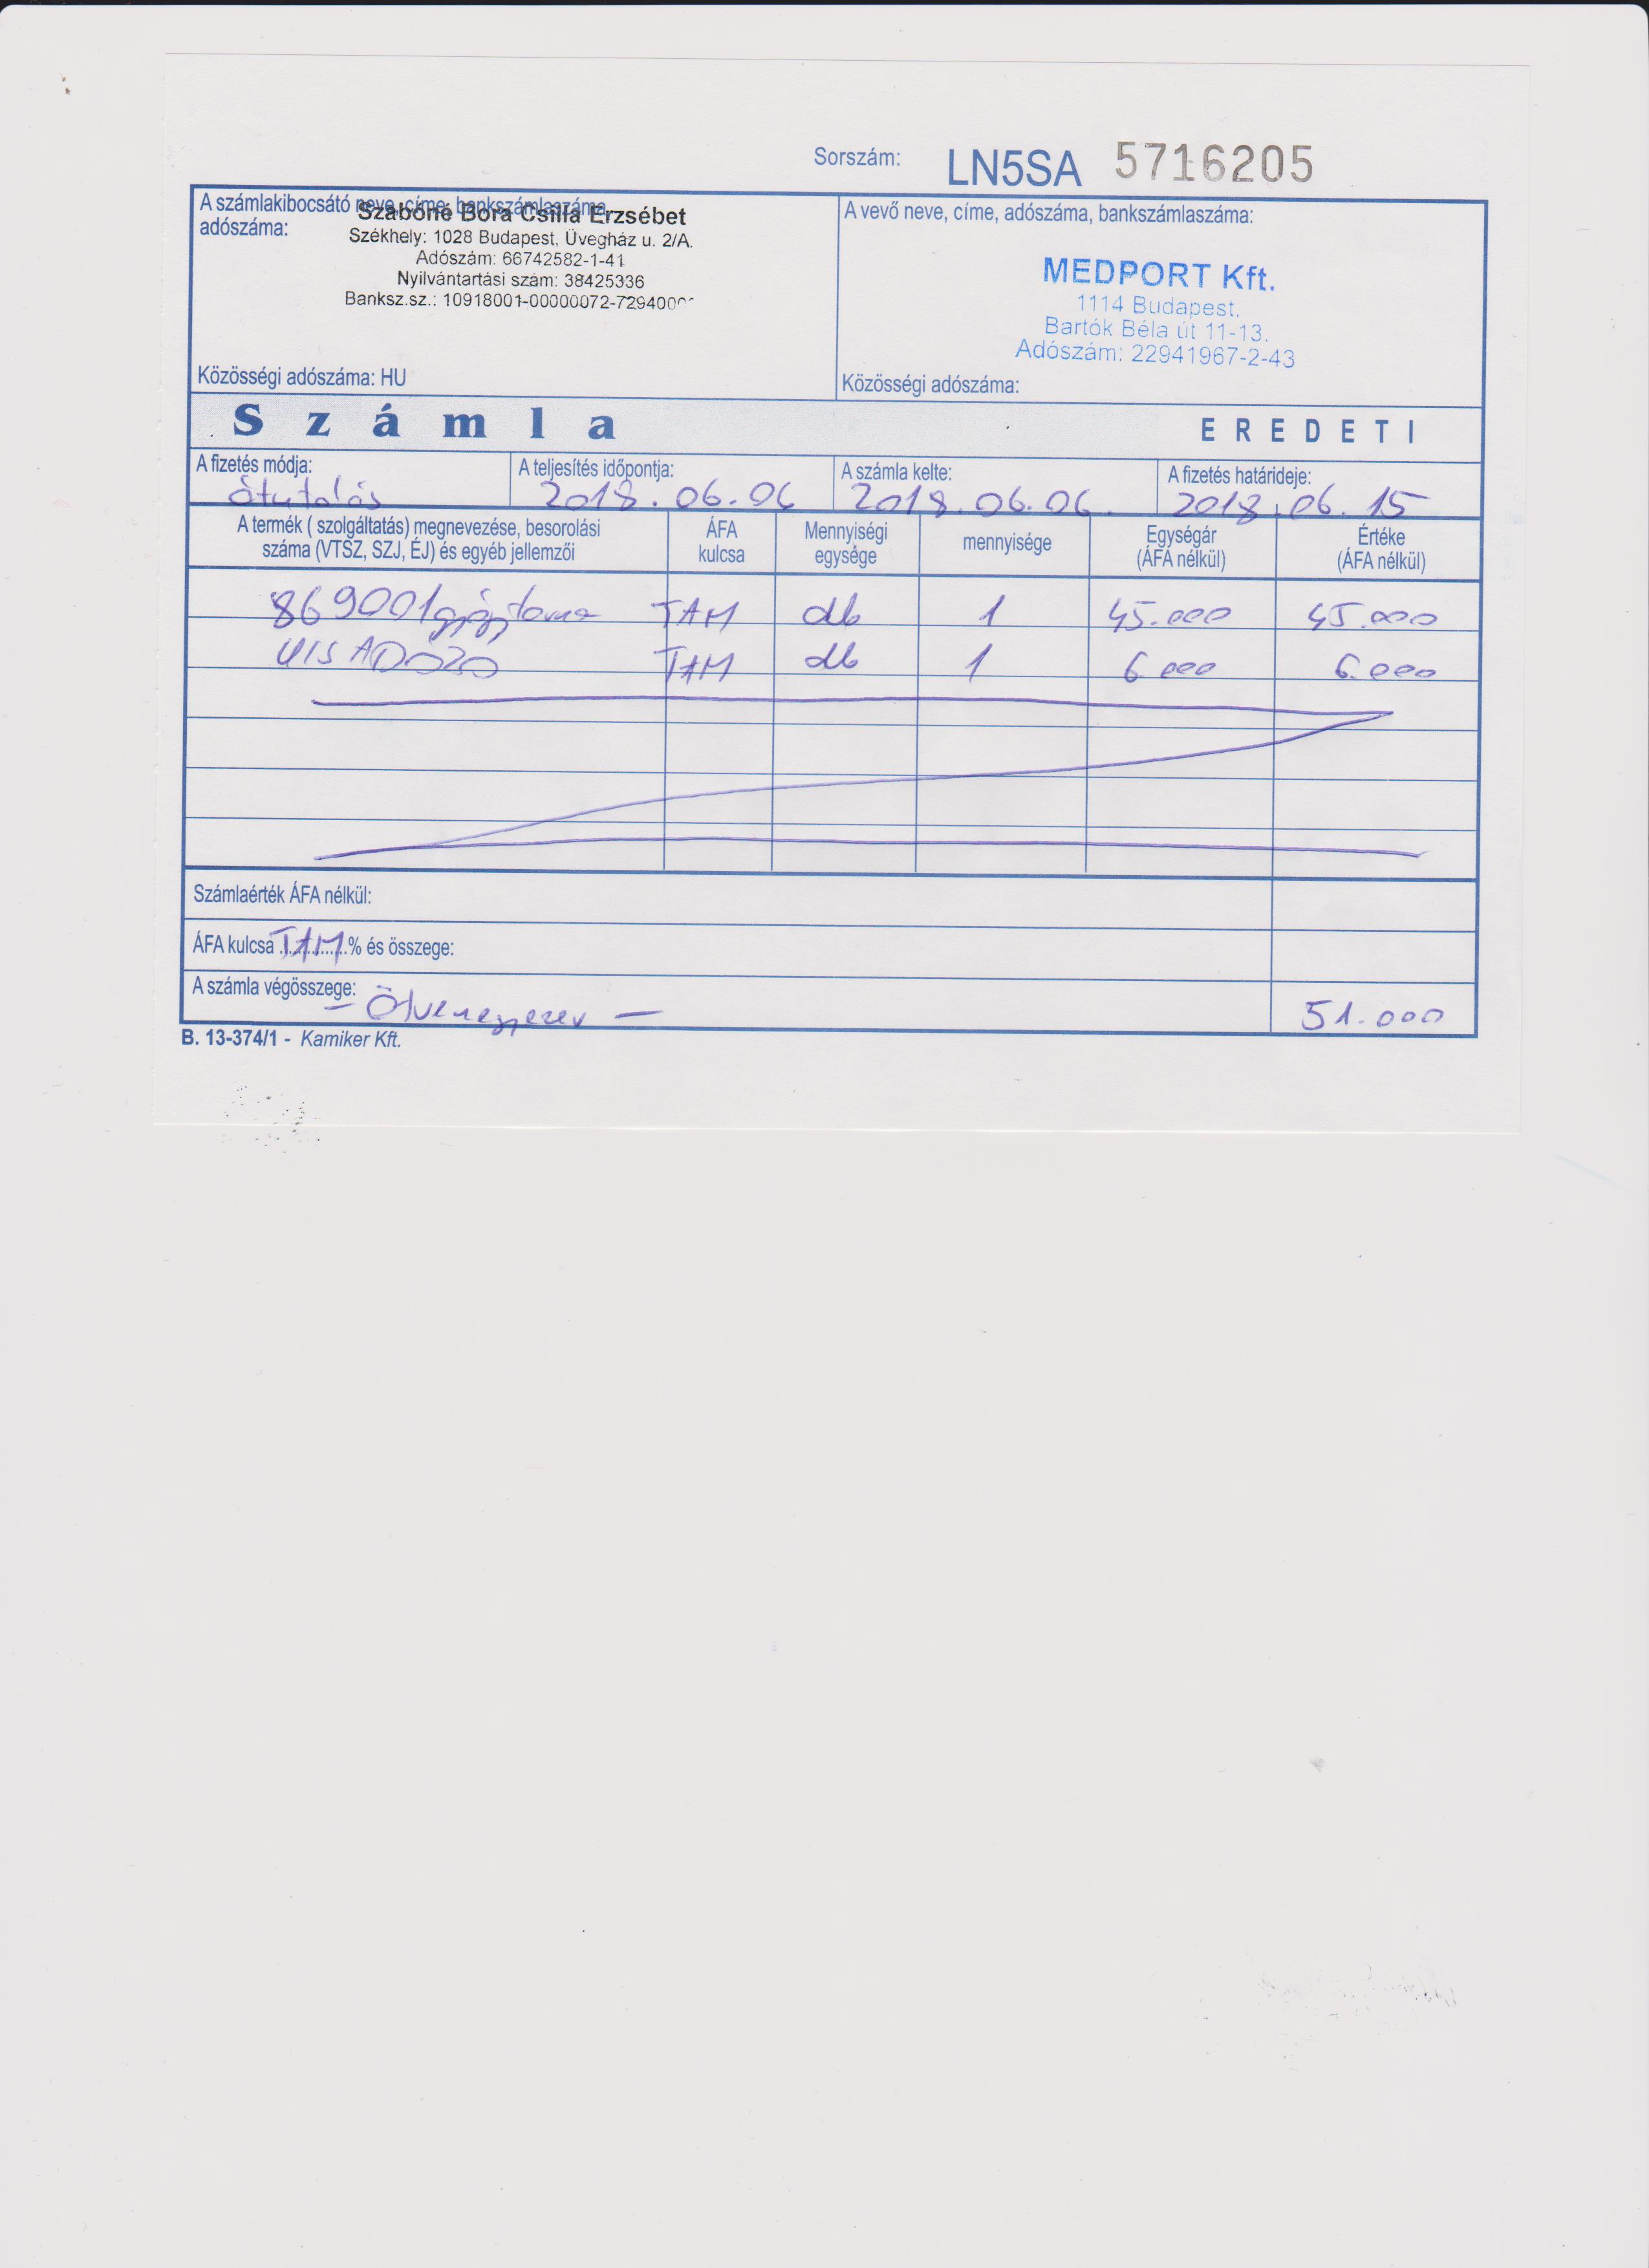 Sorszám: LN5SA 5716205
A számlakibocsátó neve, címe, bankszámlaszáma,
adószáma:
Szabóné Bora Csilla Erzsébet
Székhely: 1028 Budapest, Üvegház u. 2/A.
Adószám: 66742582-1-41
Nyilvántartási szám: 38425336
Banksz.sz.: 10918001-00000072-729400
Közösségi adószáma: HU
A vevő neve, címe, adószáma, bankszámlaszáma:
MEDPORT Kft.
1114 Budapest.
Bartók Béla út 11-13.
Adószám: 22941967-2-43
Közösségi adószáma:
Számla EREDETI
A fizetés módja: A teljesítés időpontja: A számla kelte: A fizetés határideje:
átutalás 2018.06.06 2018.06.06. 2018.06.15
A termék ( szolgáltatás) megnevezése, besorolási
száma (VTSZ, SZJ, ÉJ) és egyéb jellemzői
ÁFA
kulcsa
Mennyiségi
egysége
mennyisége
Egységár
(ÁFA nélkül)
Értéke
(ÁFA nélkül)
869001 gyógytorna TAM db 1 45.000 45.000
TAM db 1 6.000 6.000
Számlaérték ÁFA nélkül:
ÁFA kulcsa TAM % és összege:
A számla végösszege: — Ötvenegyezer — 51.000
B. 13-374/1 - Kamiker Kft.